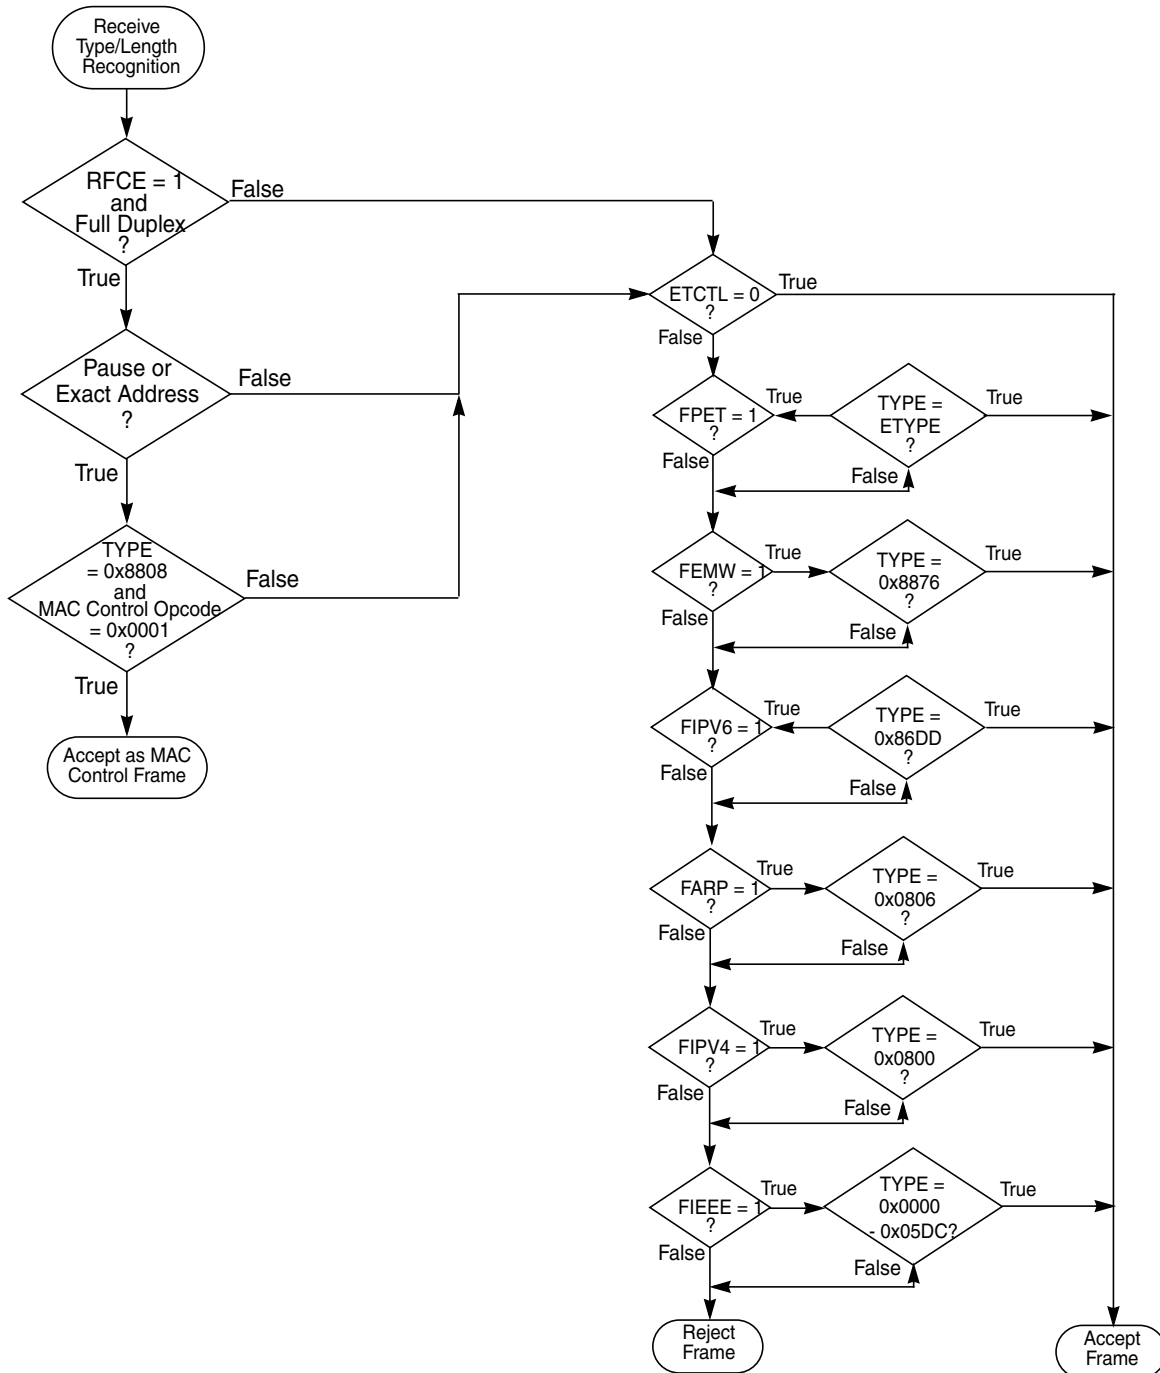 Receive
Type/Length
Recognition
RFCE = 1
and
Full Duplex
?
False
True
Pause or
Exact Address
?
False
True
TYPE
= 0x8808
and
MAC Control Opcode
= 0x0001
?
False
True
Accept as MAC
Control Frame
ETCTL = 0
?
True
False
FPET = 1
?
True
False
TYPE =
ETYPE
?
True
False
FEMW = 1
?
True
False
TYPE =
0x8876
?
True
False
FIPV6 = 1
?
True
False
TYPE =
0x86DD
?
True
False
FARP = 1
?
True
False
TYPE =
0x0806
?
True
False
FIPV4 = 1
?
True
False
TYPE =
0x0800
?
True
False
FIEEE = 1
?
True
False
TYPE =
0x0000
- 0x05DC?
True
False
Reject
Frame
Accept
Frame